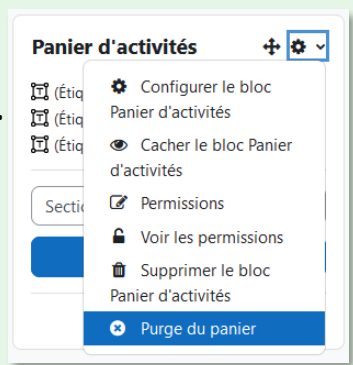 Panier d'activités
(Étiq
(Étiq
(Étiq
Configurer le bloc
Panier d'activités
Cacher le bloc Panier
d'activités
Secti
Permissions
Voir les permissions
Supprimer le bloc
Panier d'activités
Purge du panier